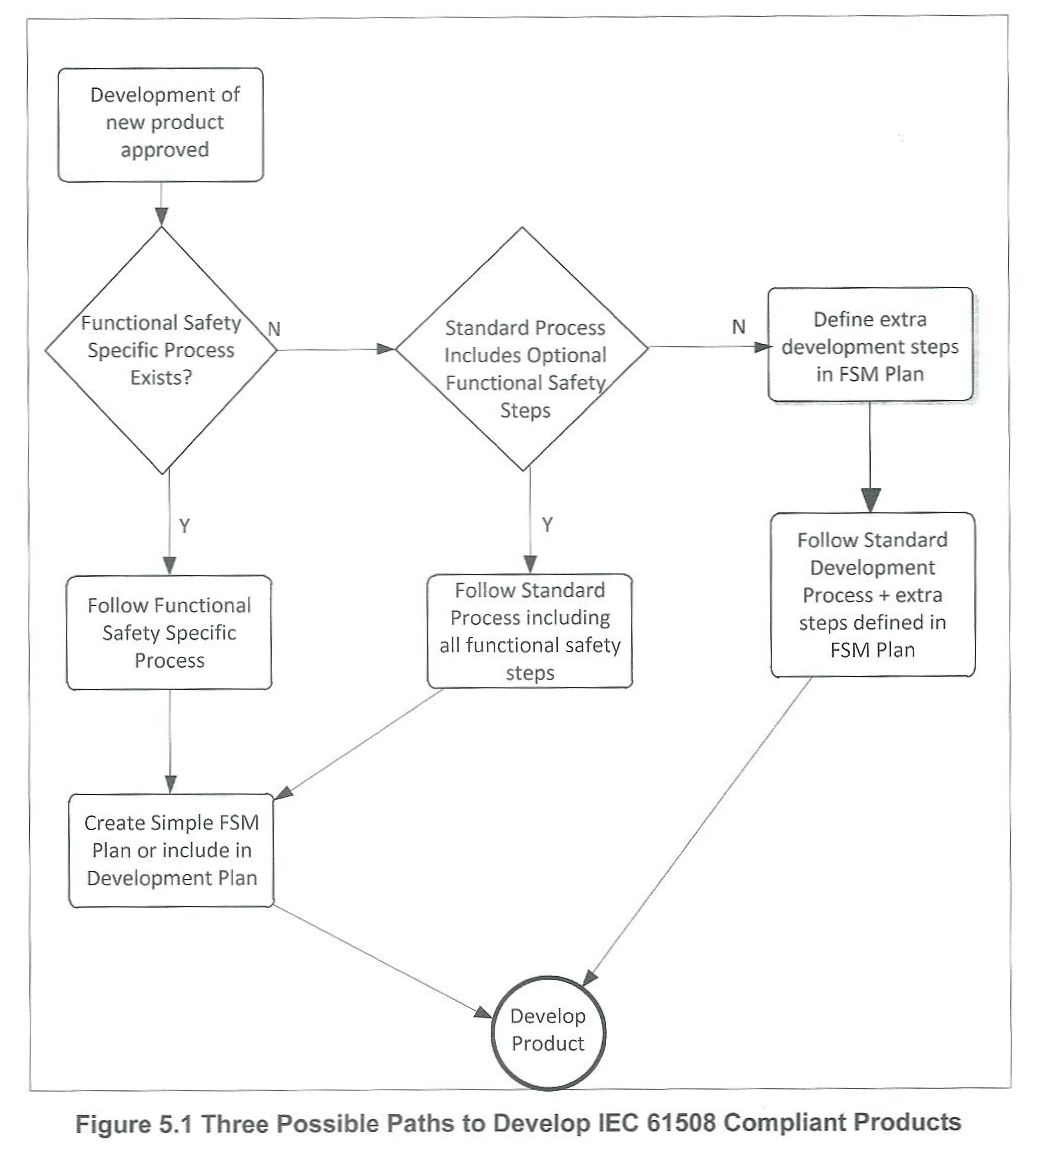 Development of
new product
approved
Functional Safety
Specific Process
Exists?
N
Standard Process
Includes Optional
Functional Safety
Steps
N
Define extra
development steps
in FSM Plan
Y
Y
Follow Functional
Safety Specific
Process
Follow Standard
Process including
all functional safety
steps
Follow Standard
Development
Process + extra
steps defined in
FSM Plan
Create Simple FSM
Plan or include in
Development Plan
Develop
Product
Figure 5.1 Three Possible Paths to Develop IEC 61508 Compliant Products